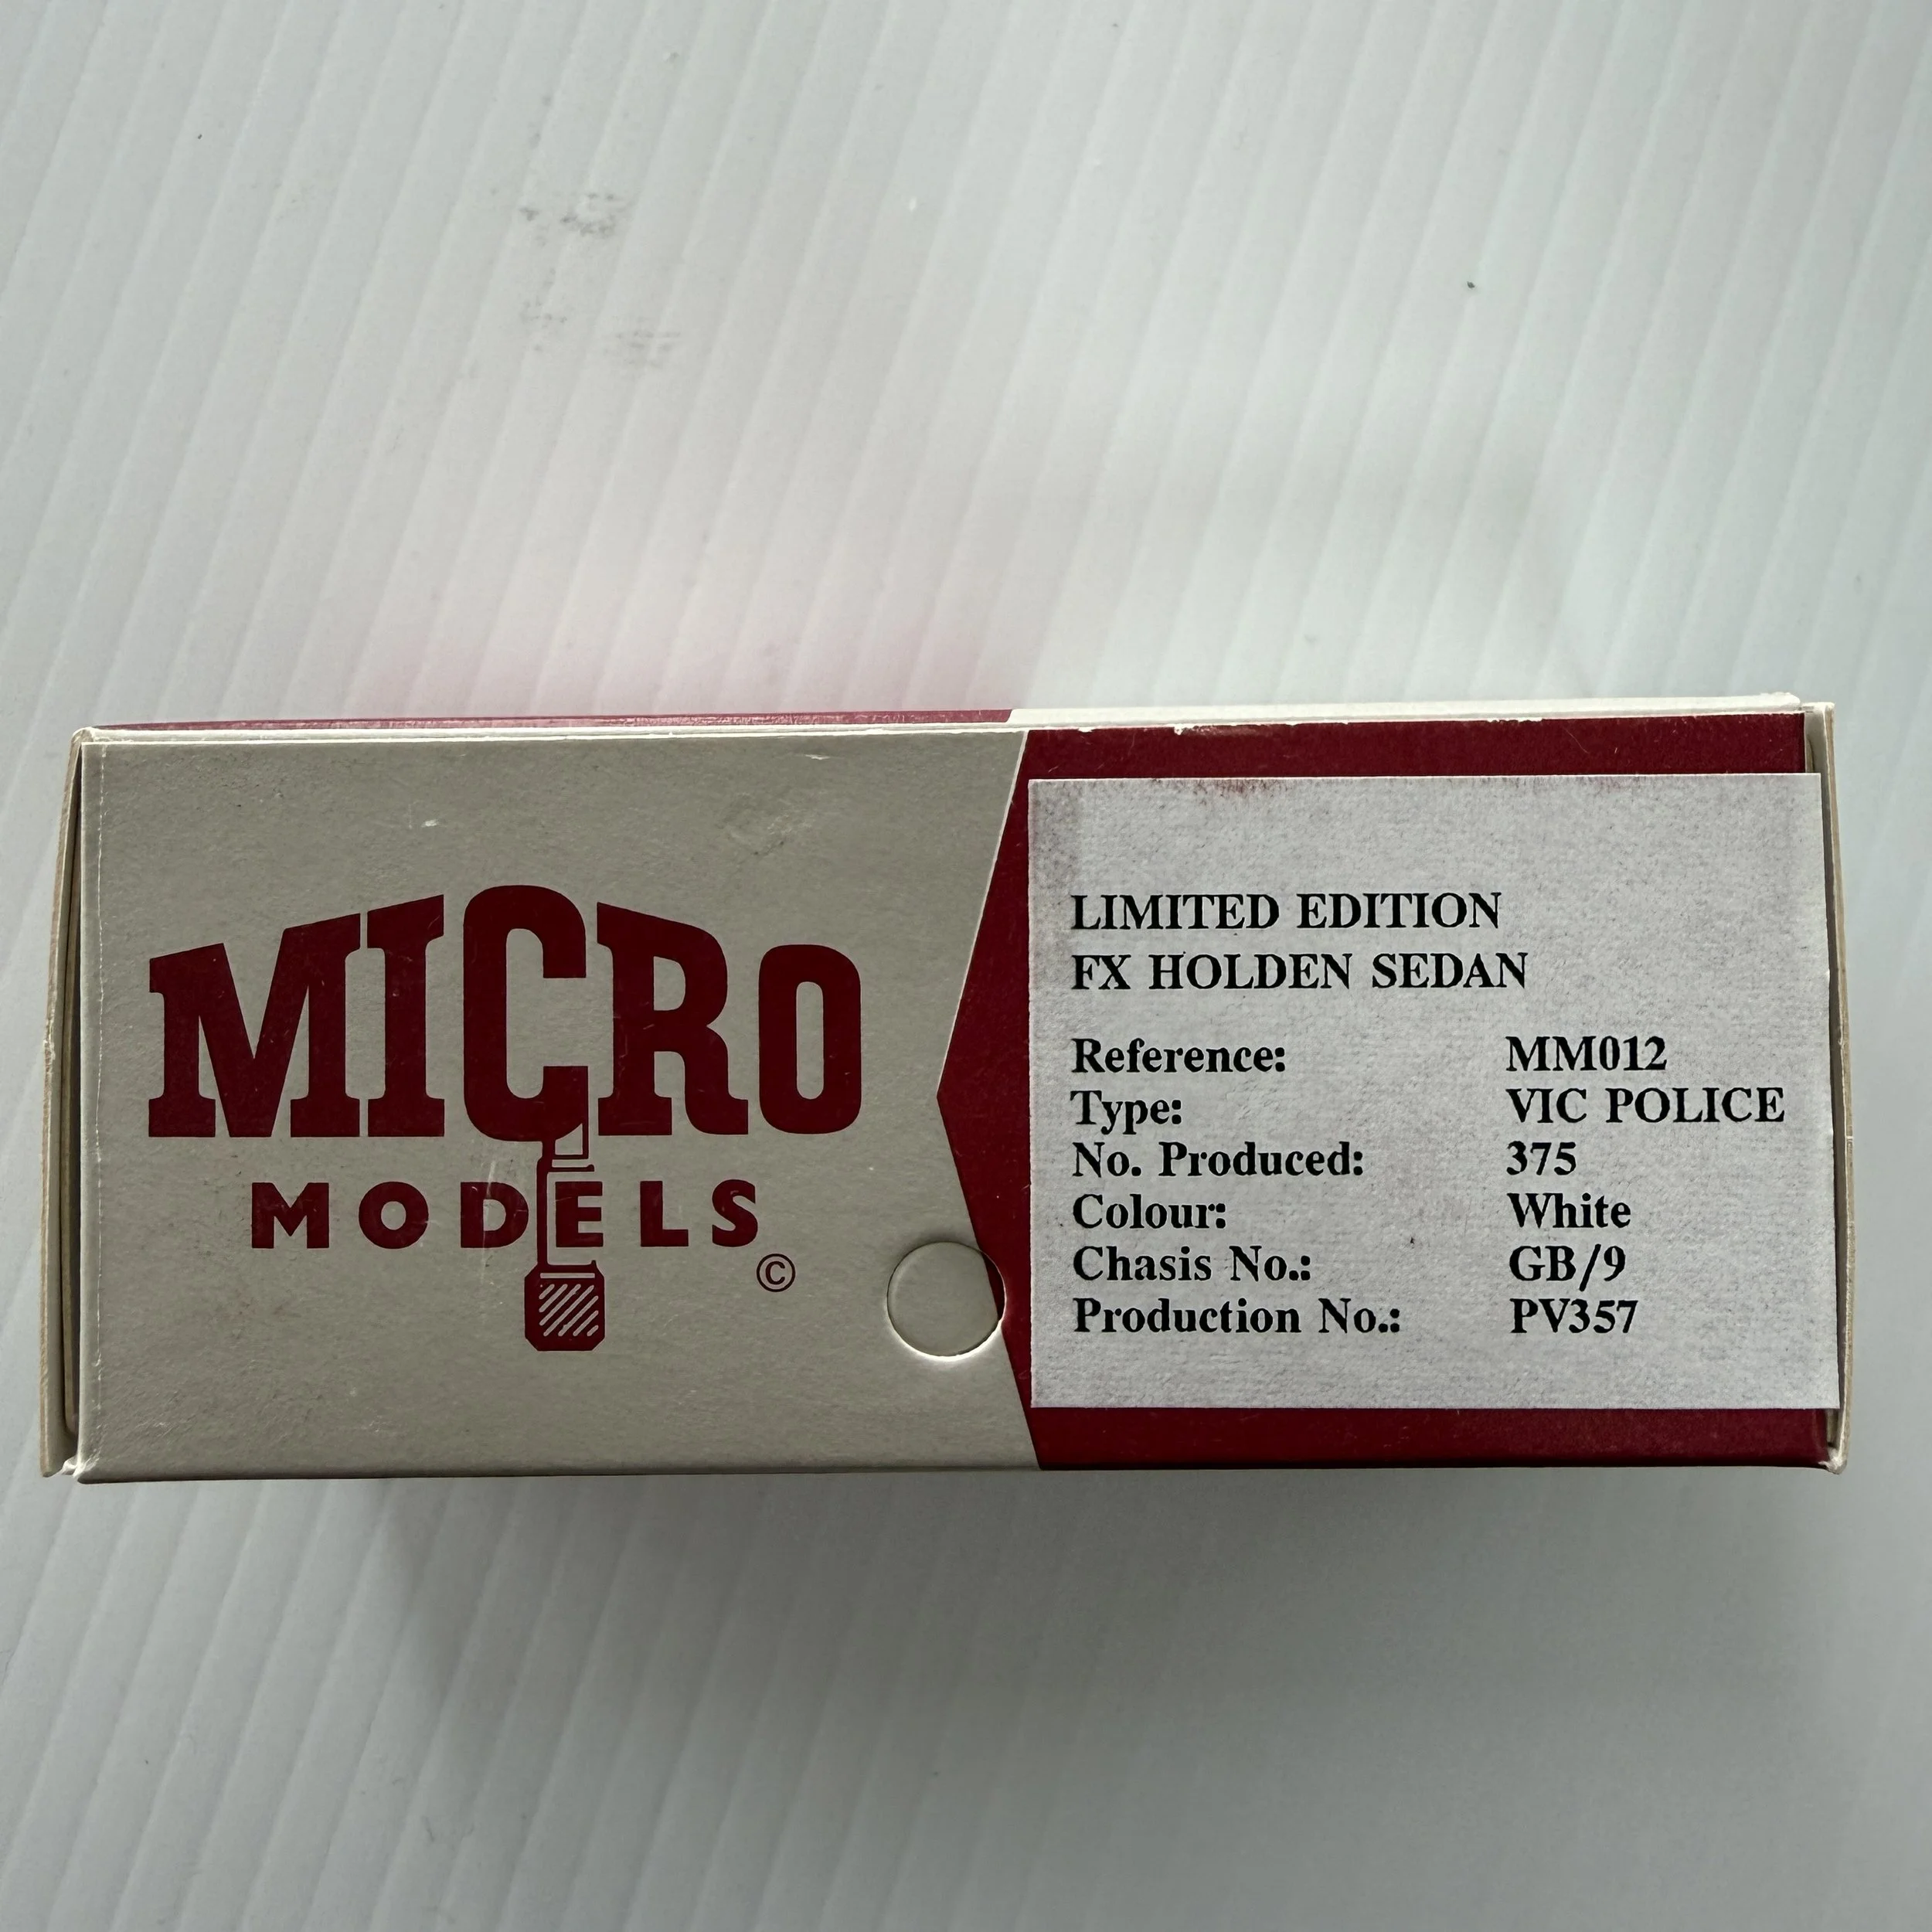 MICRO
MODELS
©
LIMITED EDITION
FX HOLDEN SEDAN
Reference: MM012
Type: VIC POLICE
No. Produced: 375
Colour: White
Chasis No.: GB/9
Production No.: PV357